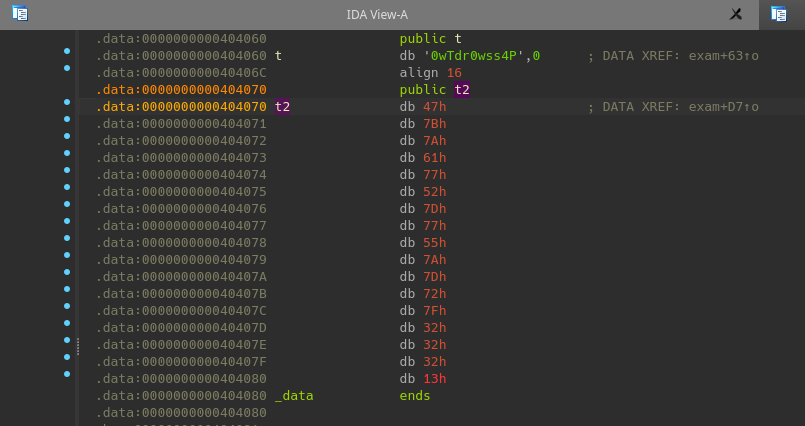 IDA View-A
.data:0000000000404060 public t
.data:0000000000404060 t db '0wTdr0wss4P',0 ; DATA XREF: exam+63↑o
.data:000000000040406C align 16
.data:0000000000404070 public t2
.data:0000000000404070 t2 db 47h ; DATA XREF: exam+D7↑o
.data:0000000000404071 db 7Bh
.data:0000000000404072 db 7Ah
.data:0000000000404073 db 61h
.data:0000000000404074 db 77h
.data:0000000000404075 db 52h
.data:0000000000404076 db 7Dh
.data:0000000000404077 db 77h
.data:0000000000404078 db 55h
.data:0000000000404079 db 7Ah
.data:000000000040407A db 7Dh
.data:000000000040407B db 72h
.data:000000000040407C db 7Fh
.data:000000000040407D db 32h
.data:000000000040407E db 32h
.data:000000000040407F db 32h
.data:0000000000404080 db 13h
.data:0000000000404080 _data ends
.data:0000000000404080